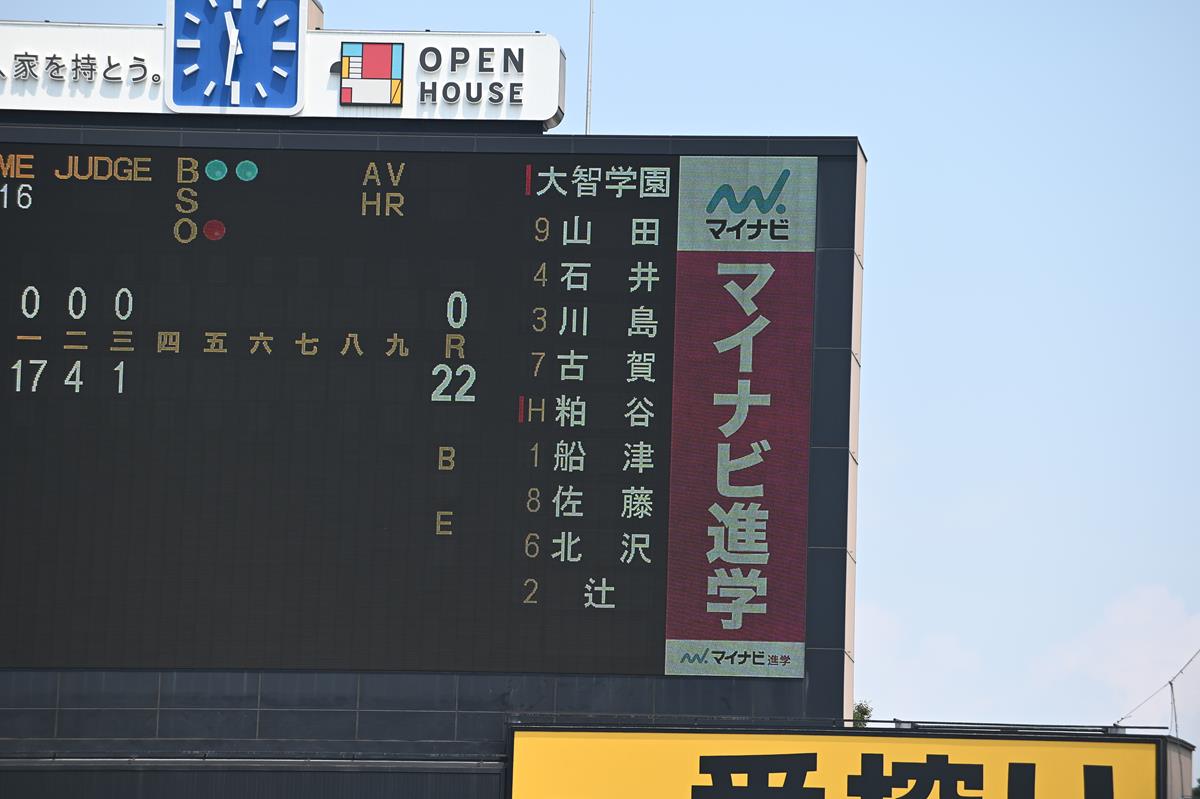 家を持とう。
OPEN
HOUSE
ME JUDGE
16
B
S
O
AV
HR
0 0 0 0
一 二 三 四 五 六 七 八 九 R
17 4 1 22
B
E
大智学園
9 山田
4 石井
3 川島
7 古賀
H 粕谷
1 船津
8 佐藤
6 北沢
2 辻
マイナビ
マイナビ進学
マイナビ 進学